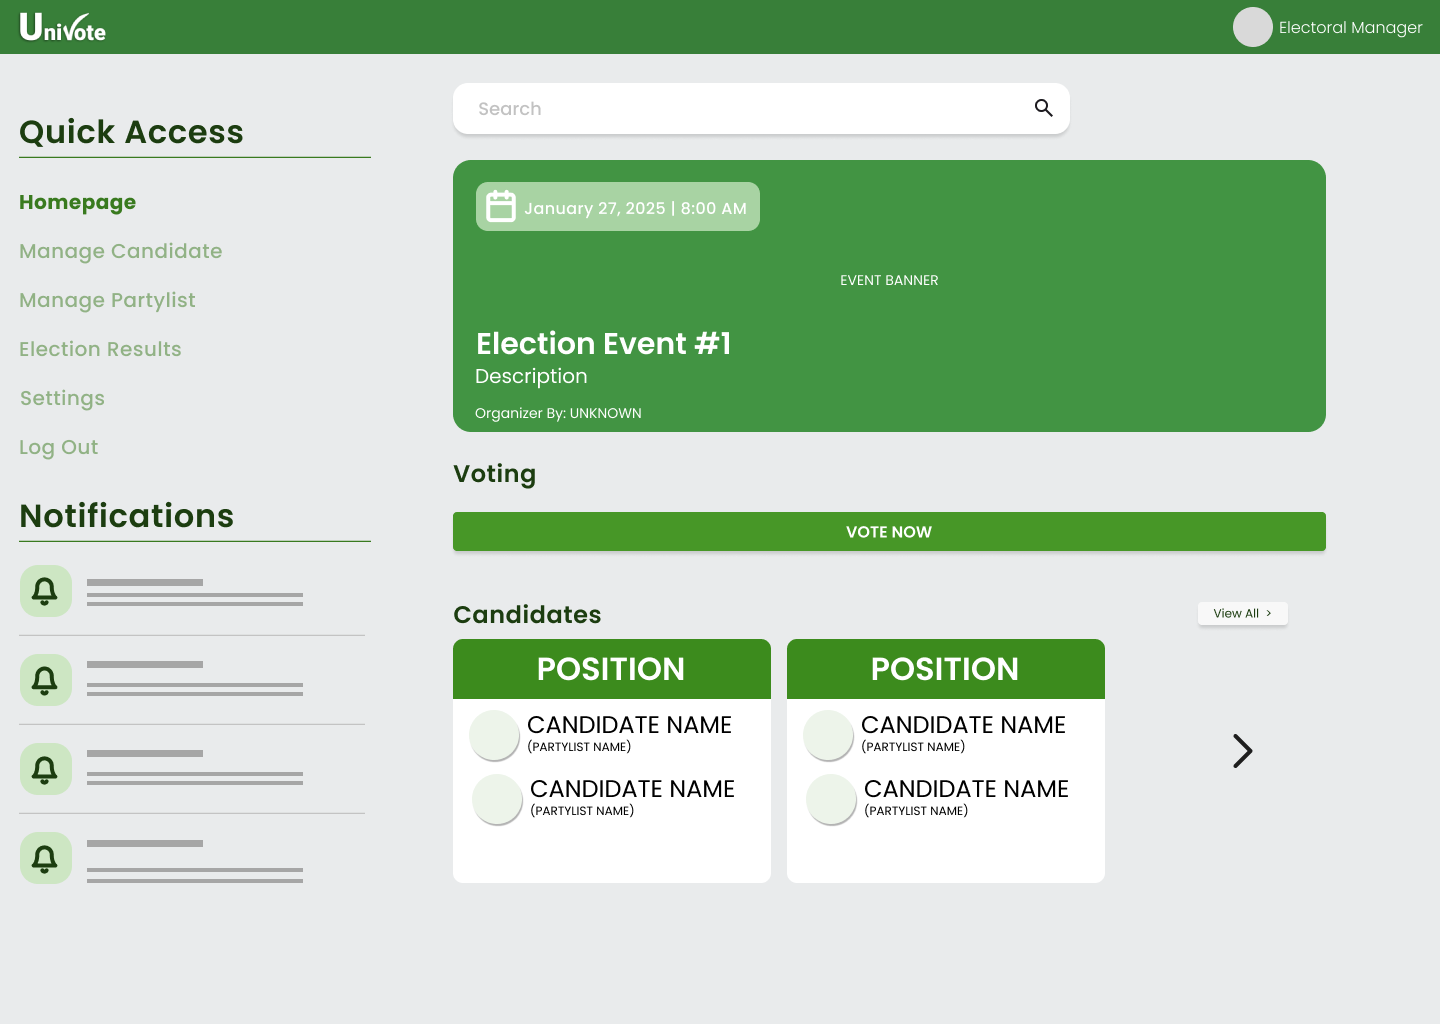 UniVote
Electoral Manager
Search
Quick Access
Homepage
Manage Candidate
Manage Partylist
Election Results
Settings
Log Out
Notifications
January 27, 2025 | 8:00 AM
EVENT BANNER
Election Event #1
Description
Organizer By: UNKNOWN
Voting
VOTE NOW
Candidates
View All >
POSITION
CANDIDATE NAME
(PARTYLIST NAME)
CANDIDATE NAME
(PARTYLIST NAME)
POSITION
CANDIDATE NAME
(PARTYLIST NAME)
CANDIDATE NAME
(PARTYLIST NAME)